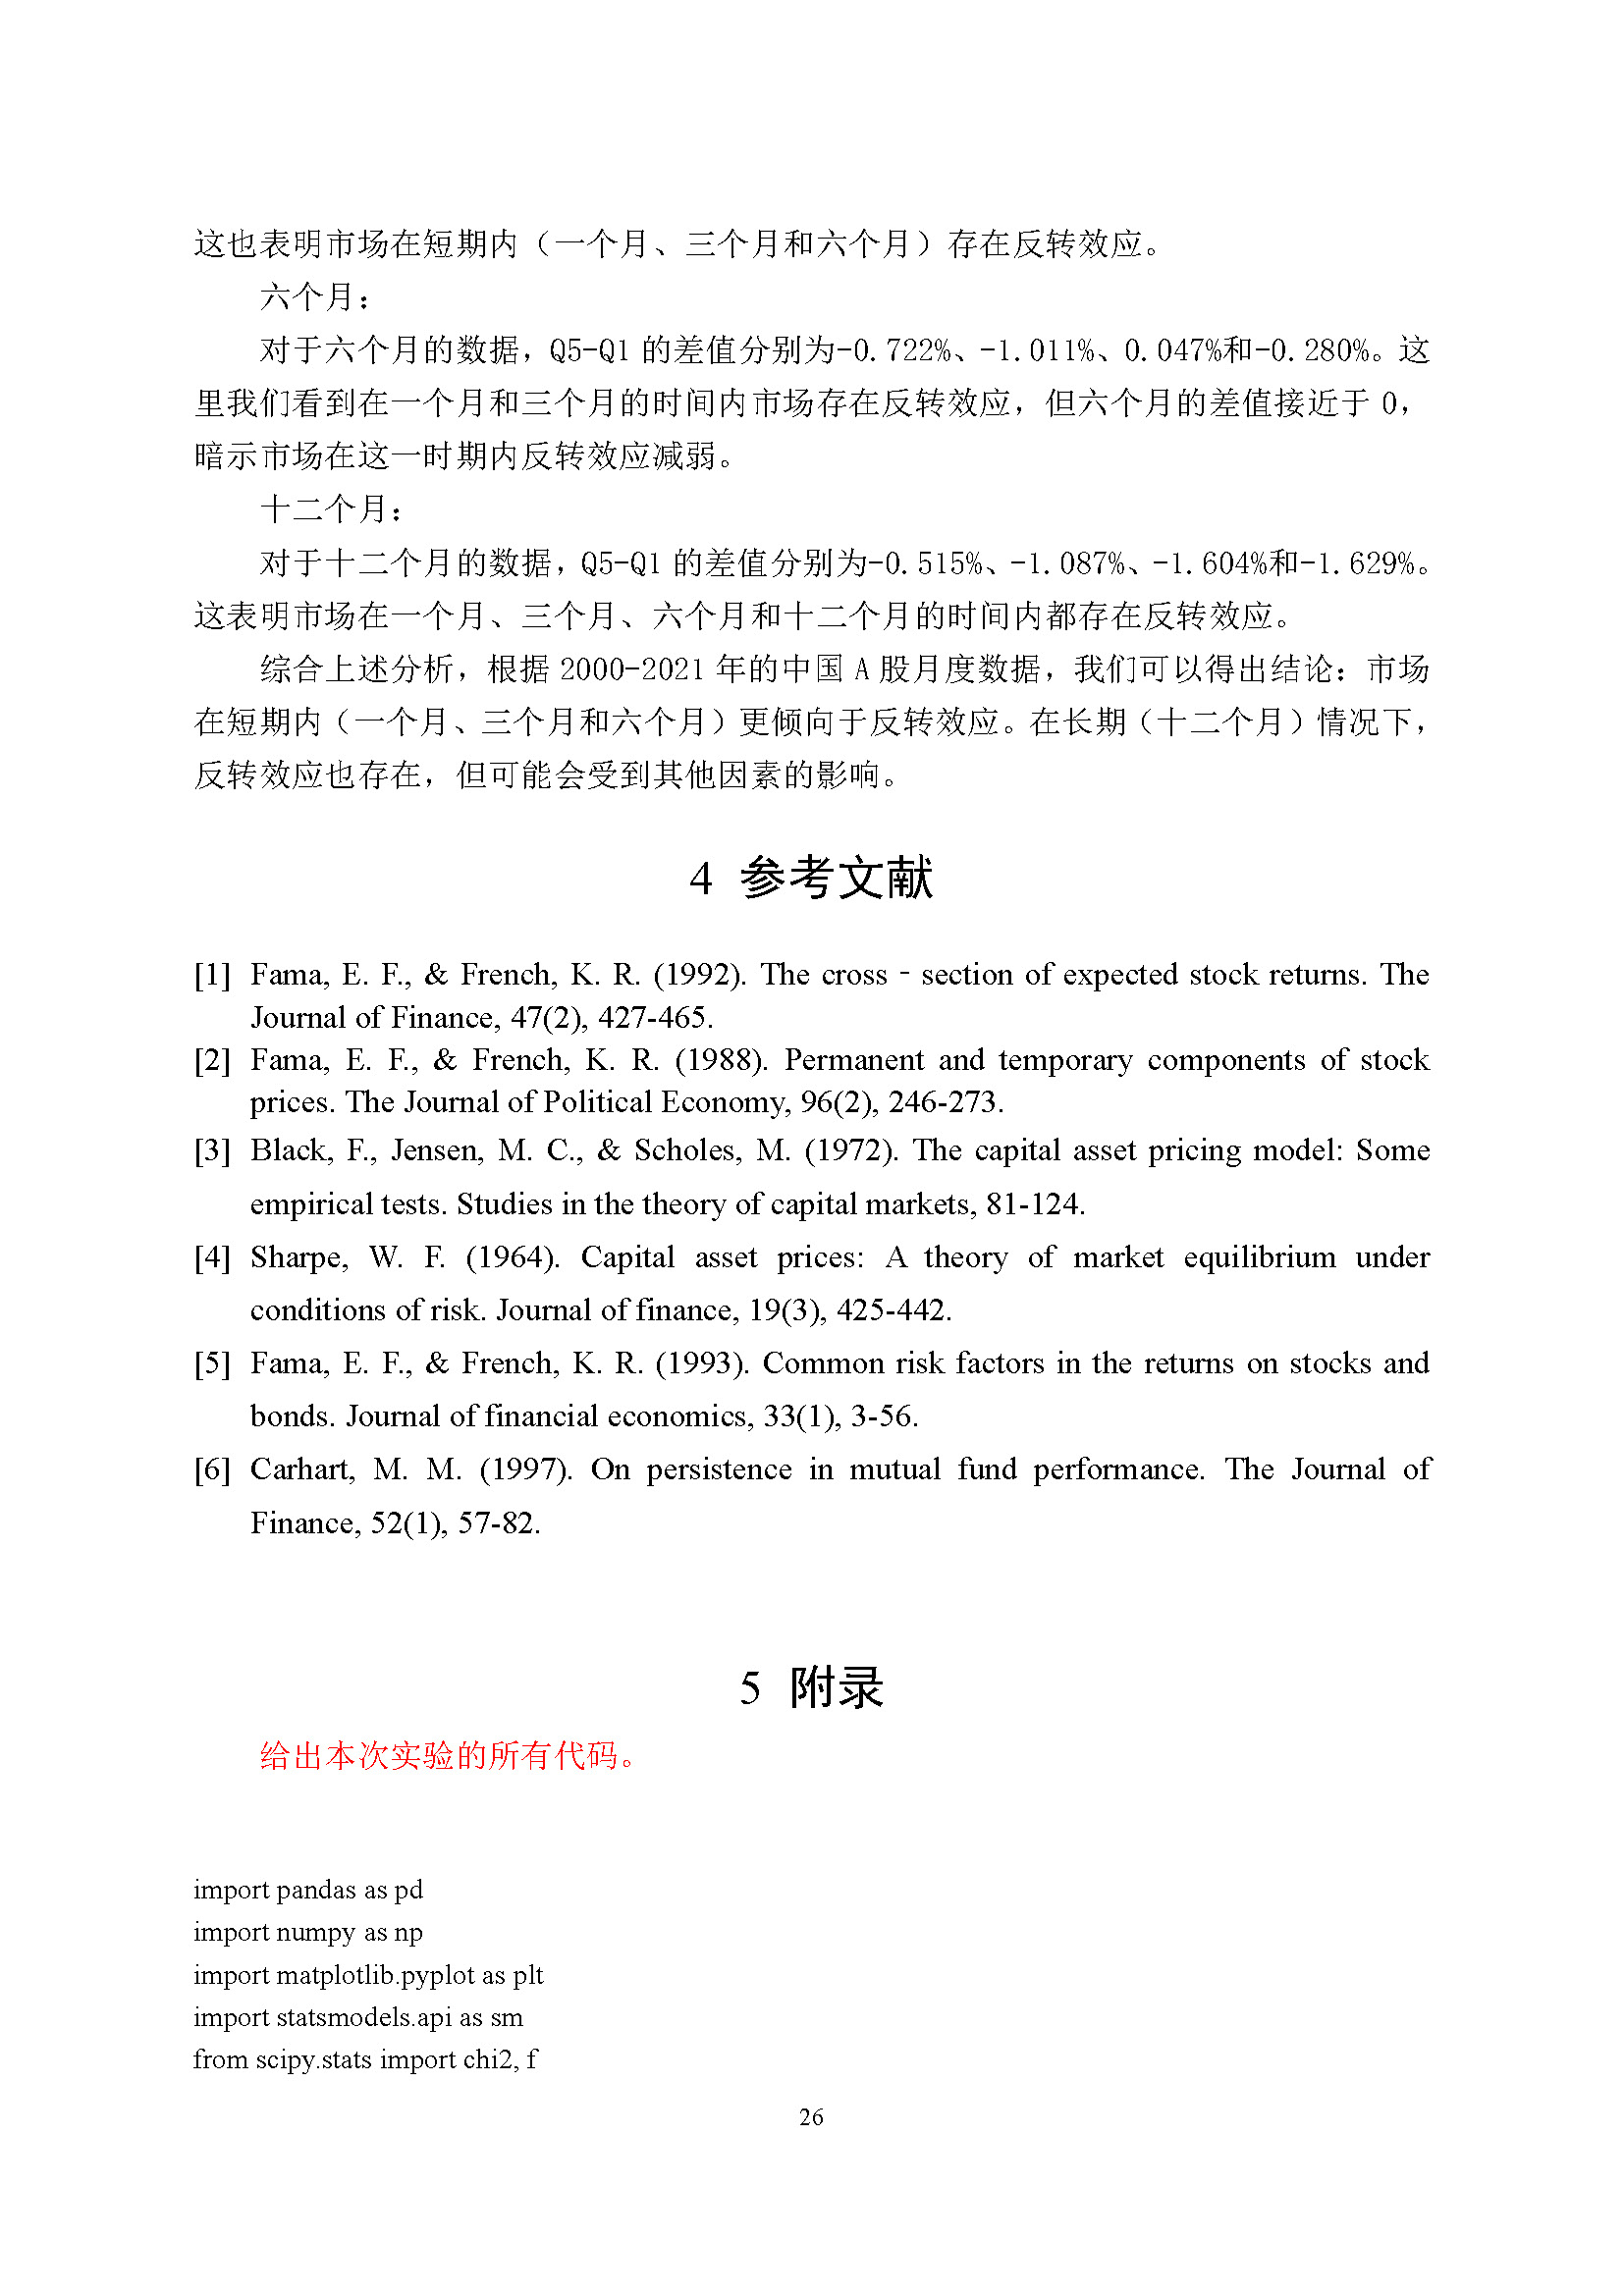 这也表明市场在短期内（一个月、三个月和六个月）存在反转效应。
六个月：
对于六个月的数据，Q5-Q1 的差值分别为-0.722%、-1.011%、0.047%和-0.280%。这
里我们看到在一个月和三个月的时间内市场存在反转效应，但六个月的差值接近于 0，
暗示市场在这一时期内反转效应减弱。
十二个月：
对于十二个月的数据，Q5-Q1 的差值分别为-0.515%、-1.087%、-1.604%和-1.629%。
这表明市场在一个月、三个月、六个月和十二个月的时间内都存在反转效应。
综合上述分析，根据 2000-2021 年的中国 A 股月度数据，我们可以得出结论：市场
在短期内（一个月、三个月和六个月）更倾向于反转效应。在长期（十二个月）情况下，
反转效应也存在，但可能会受到其他因素的影响。
4 参考文献
[1] Fama, E. F., & French, K. R. (1992). The cross‐section of expected stock returns. The
Journal of Finance, 47(2), 427-465.
[2] Fama, E. F., & French, K. R. (1988). Permanent and temporary components of stock
prices. The Journal of Political Economy, 96(2), 246-273.
[3] Black, F., Jensen, M. C., & Scholes, M. (1972). The capital asset pricing model: Some
empirical tests. Studies in the theory of capital markets, 81-124.
[4] Sharpe, W. F. (1964). Capital asset prices: A theory of market equilibrium under
conditions of risk. Journal of finance, 19(3), 425-442.
[5] Fama, E. F., & French, K. R. (1993). Common risk factors in the returns on stocks and
bonds. Journal of financial economics, 33(1), 3-56.
[6] Carhart, M. M. (1997). On persistence in mutual fund performance. The Journal of
Finance, 52(1), 57-82.
5 附录
给出本次实验的所有代码。
import pandas as pd
import numpy as np
import matplotlib.pyplot as plt
import statsmodels.api as sm
from scipy.stats import chi2, f
26